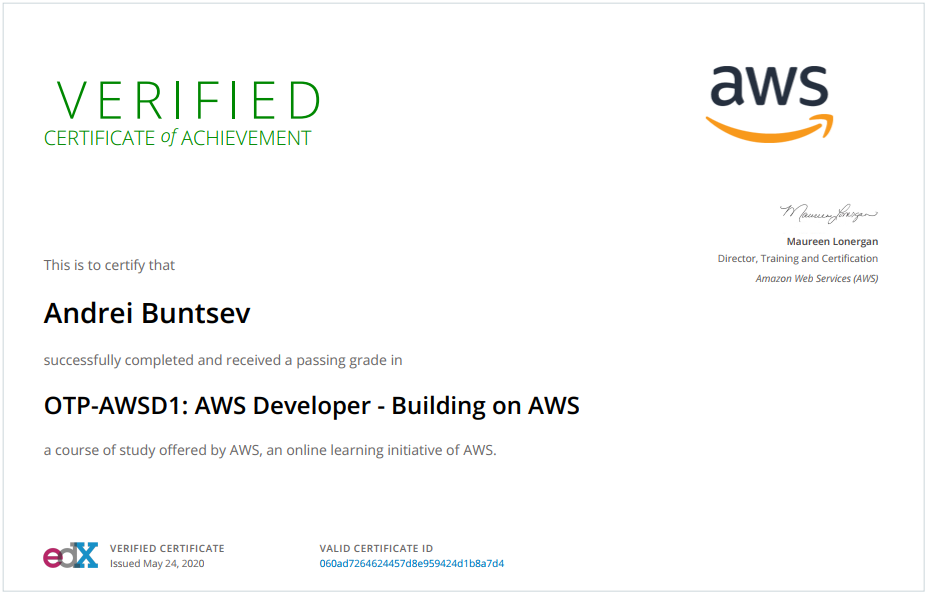 VERIFIED
CERTIFICATE of ACHIEVEMENT
aws
Maureen Lonergan
Maureen Lonergan
Director, Training and Certification
Amazon Web Services (AWS)
This is to certify that
Andrei Buntsev
successfully completed and received a passing grade in
OTP-AWSD1: AWS Developer - Building on AWS
a course of study offered by AWS, an online learning initiative of AWS.
edX
VERIFIED CERTIFICATE
Issued May 24, 2020
VALID CERTIFICATE ID
060ad7264624457d8e959424d1b8a7d4